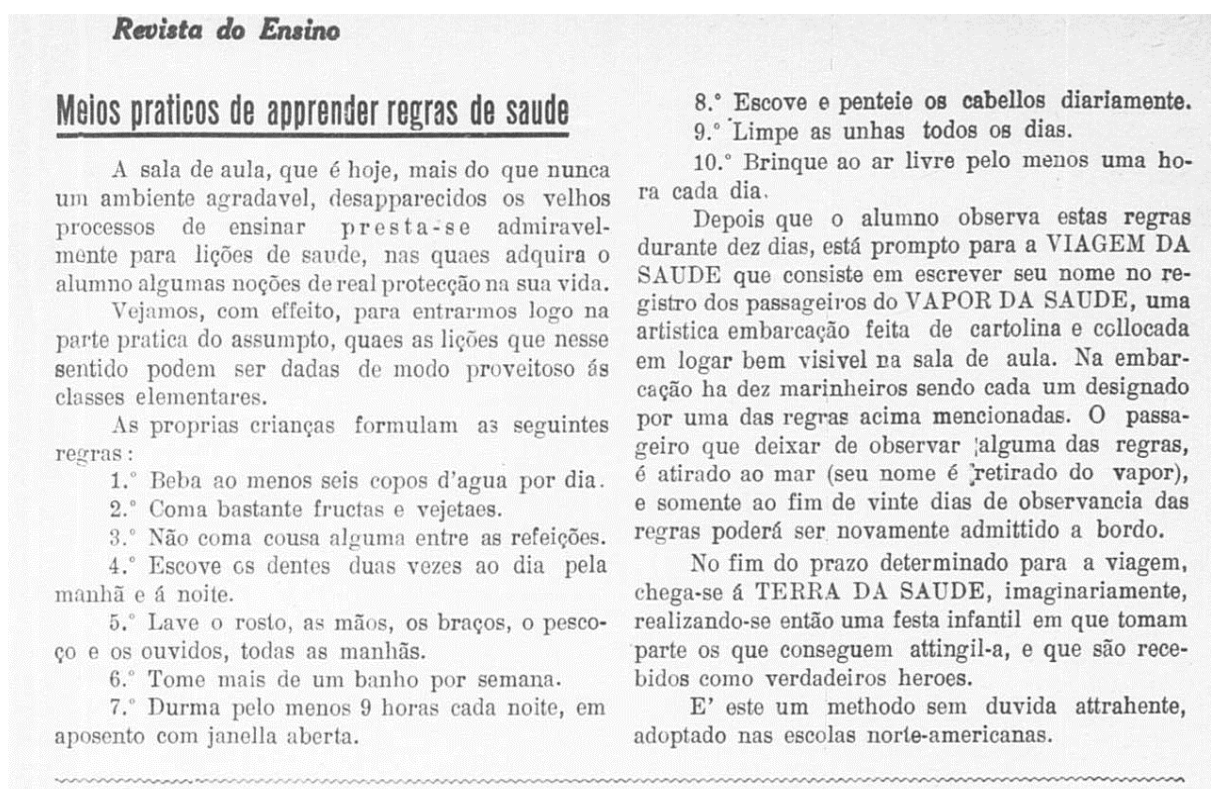 Revista do Ensino
Meios praticos de apprender regras de saude
A sala de aula, que é hoje, mais do que nunca
um ambiente agradavel, desapparecidos os velhos
processos de ensinar presta-se admiravel-
mente para lições de saude, nas quaes adquira o
alumno algumas noções de real protecção na sua vida.
Vejamos, com effeito, para entrarmos logo na
parte pratica do assumpto, quaes as lições que nesse
sentido podem ser dadas de modo proveitoso ás
classes elementares.
As proprias crianças formulam as seguintes
regras :
1.° Beba ao menos seis copos d'agua por dia.
2.° Coma bastante fructas e vejetaes.
3.° Não coma cousa alguma entre as refeições.
4.° Escove os dentes duas vezes ao dia pela
manhã e á noite.
5.° Lave o rosto, as mãos, os braços, o pesco-
ço e os ouvidos, todas as manhãs.
6.° Tome mais de um banho por semana.
7.° Durma pelo menos 9 horas cada noite, em
aposento com janella aberta.
8.° Escove e penteie os cabellos diariamente.
9.° Limpe as unhas todos os dias.
10.° Brinque ao ar livre pelo menos uma ho-
ra cada dia.
Depois que o alumno observa estas regras
durante dez dias, está prompto para a VIAGEM DA
SAUDE que consiste em escrever seu nome no re-
gistro dos passageiros do VAPOR DA SAUDE, uma
artistica embarcação feita de cartolina e collocada
em logar bem visivel na sala de aula. Na embar-
cação ha dez marinheiros sendo cada um designado
por uma das regras acima mencionadas. O passa-
geiro que deixar de observar alguma das regras,
é atirado ao mar (seu nome é retirado do vapor),
e somente ao fim de vinte dias de observancia das
regras poderá ser novamente admittido a bordo.
No fim do prazo determinado para a viagem,
chega-se á TERRA DA SAUDE, imaginariamente,
realizando-se então uma festa infantil em que tomam
parte os que conseguem attingil-a, e que são rece-
bidos como verdadeiros heroes.
E' este um methodo sem duvida attrahente,
adoptado nas escolas norte-americanas.